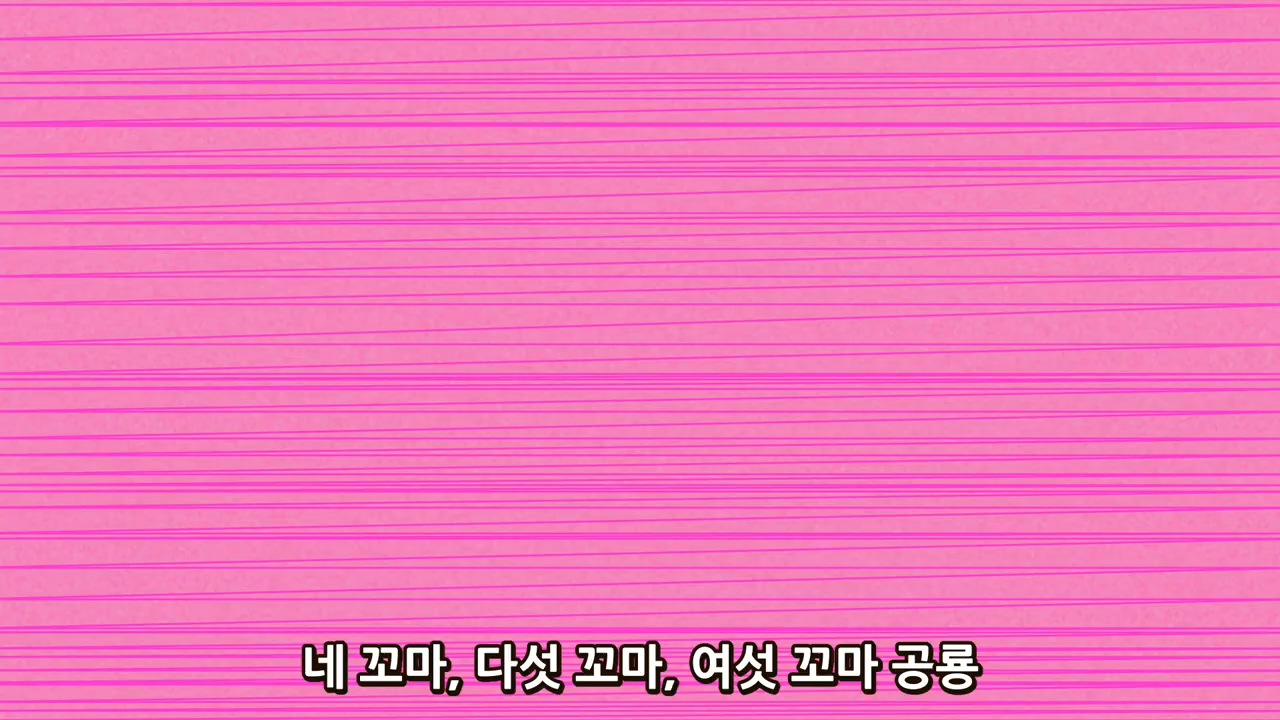 네 꼬마, 다섯 꼬마, 여섯 꼬마 공룡